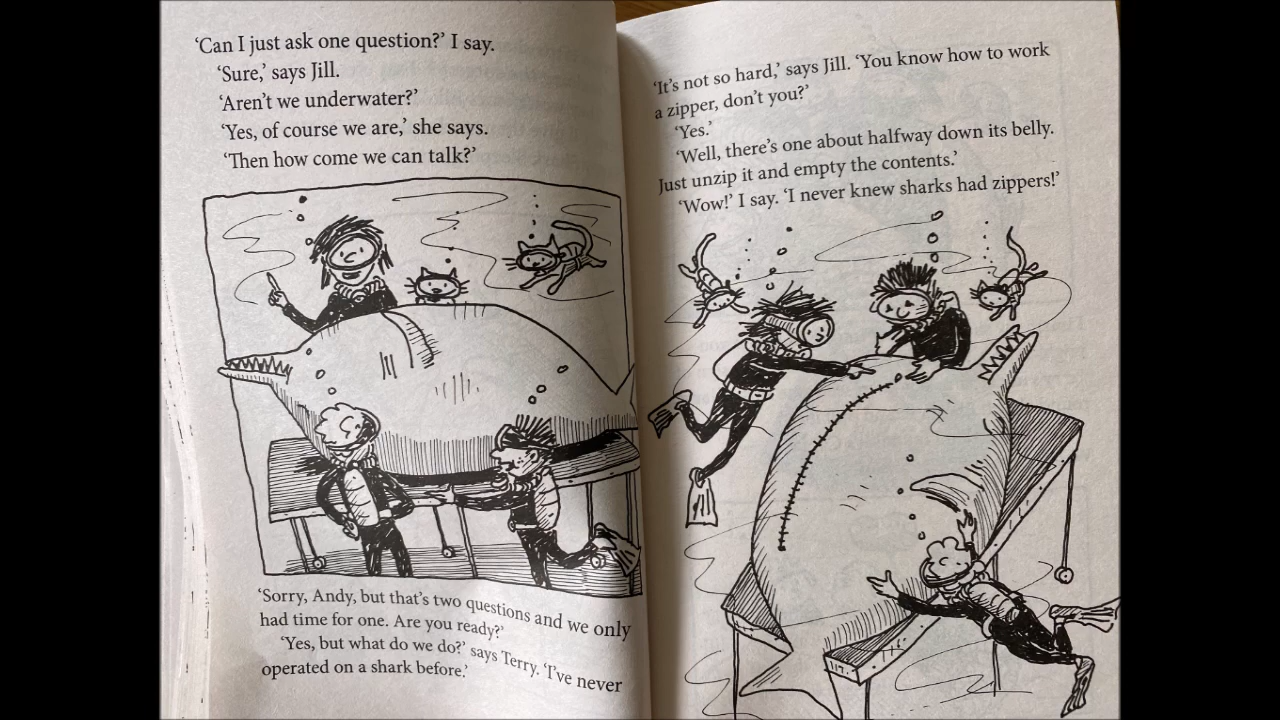 ‘Can I just ask one question?’ I say.
‘Sure,’ says Jill.
‘Aren’t we underwater?’
‘Yes, of course we are,’ she says.
‘Then how come we can talk?’
‘Sorry, Andy, but that’s two questions and we only
had time for one. Are you ready?’
‘Yes, but what do we do?’ says Terry. ‘I’ve never
operated on a shark before.’
‘It’s not so hard,’ says Jill. ‘You know how to work
a zipper, don’t you?’
‘Yes.’
‘Well, there’s one about halfway down its belly.
Just unzip it and empty the contents.’
‘Wow!’ I say. ‘I never knew sharks had zippers!’